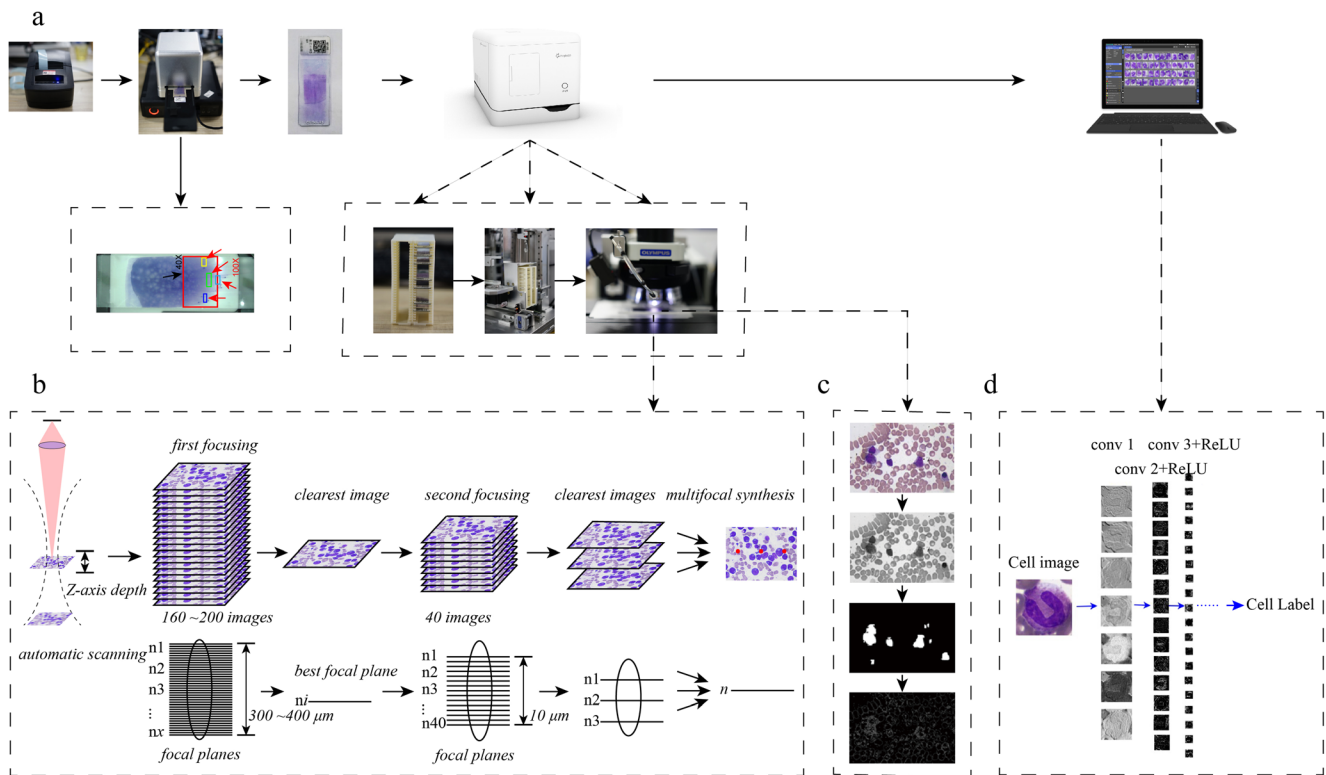 a
OLYMPUS
40X
100X
b
c
d
first focusing
clearest image
second focusing
clearest images
multifocal synthesis
Z-axis depth
160 ~200 images
40 images
automatic scanning
n1
n2
n3
...
nx
300 ~400 μm
focal planes
best focal plane
ni
n1
n2
n3
...
n40
10 μm
focal planes
n1
n2
n3
n
conv 1
conv 3+ReLU
conv 2+ReLU
Cell image
Cell Label